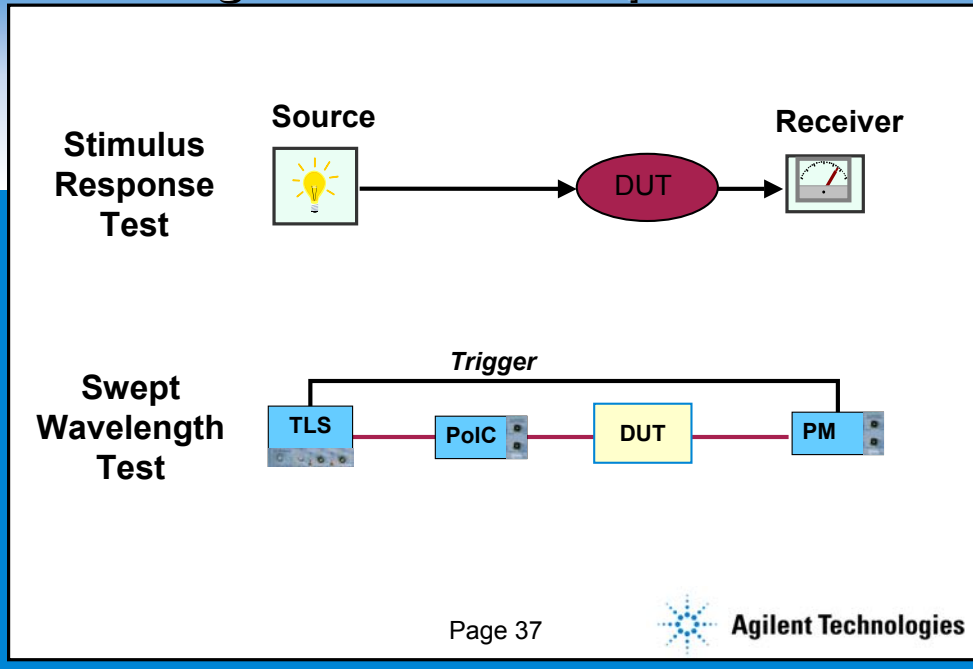 Stimulus
Response
Test
Source
DUT
Receiver
Swept
Wavelength
Test
Trigger
TLS
PolC
DUT
PM
Page 37
Agilent Technologies